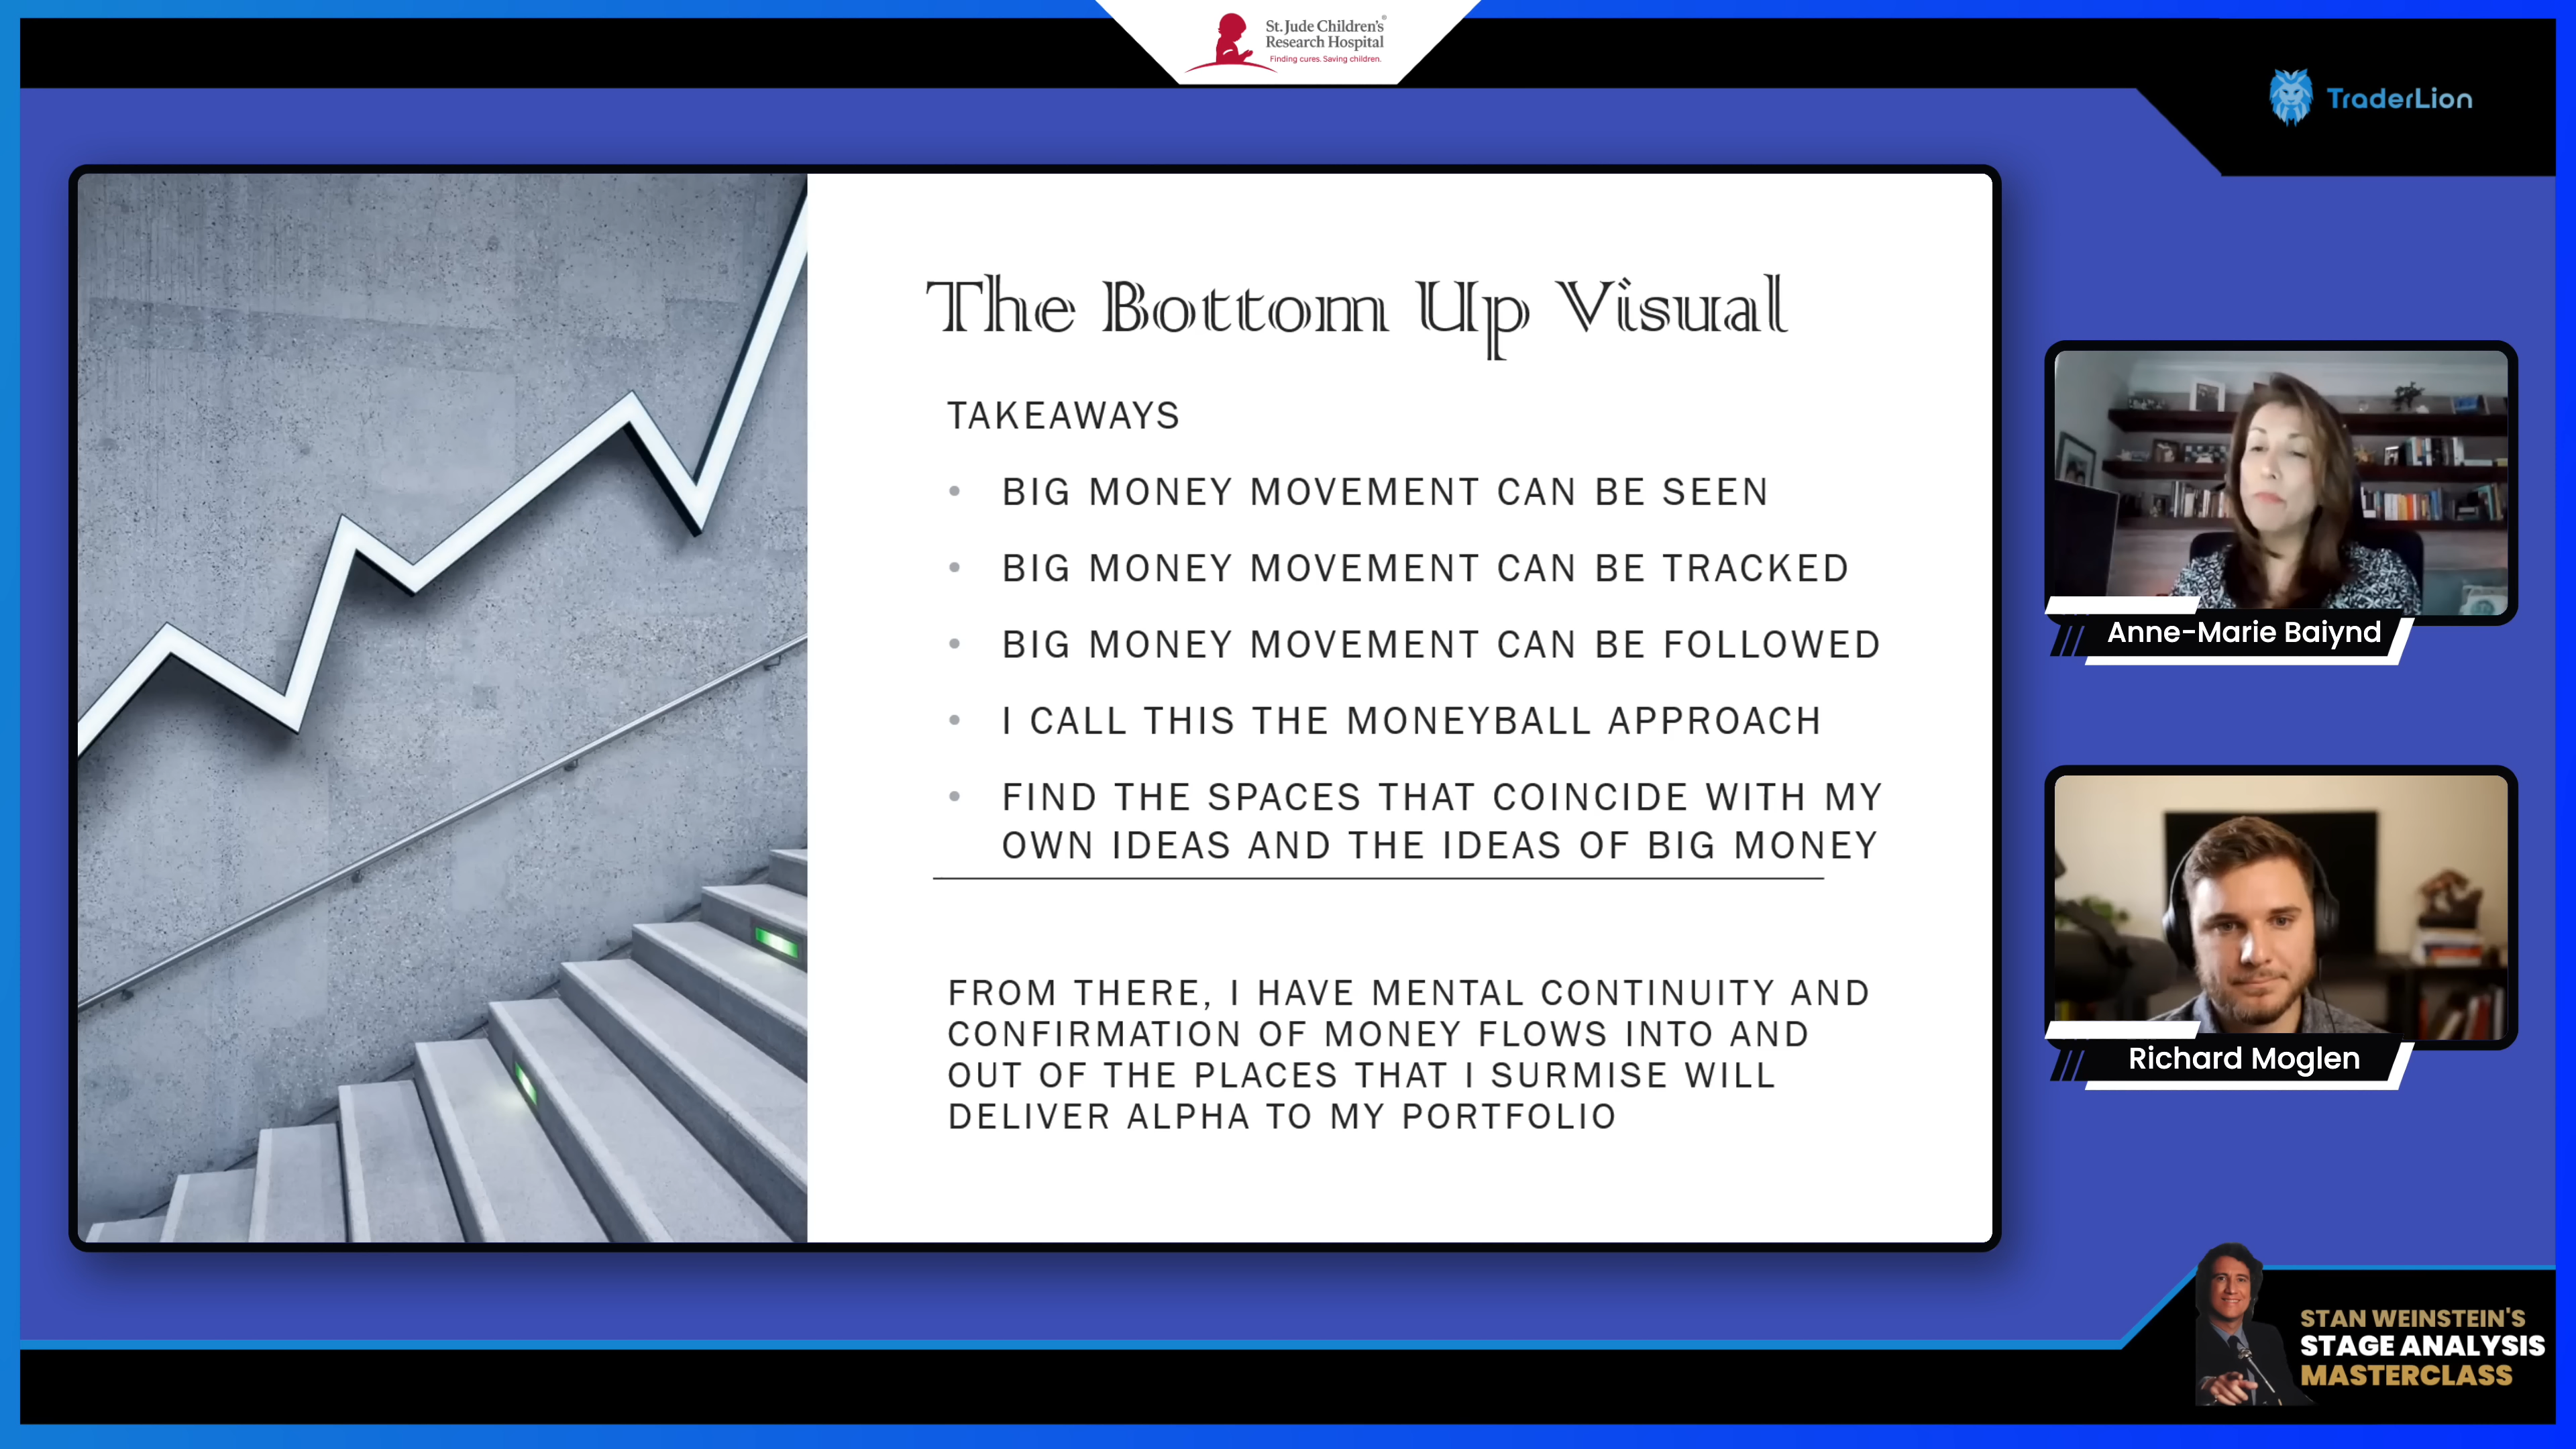 St. Jude Children's
Research Hospital
Finding cures. Saving children.
TraderLion
The Bottom Up Visual
TAKEAWAYS
• BIG MONEY MOVEMENT CAN BE SEEN
• BIG MONEY MOVEMENT CAN BE TRACKED
• BIG MONEY MOVEMENT CAN BE FOLLOWED
• I CALL THIS THE MONEYBALL APPROACH
• FIND THE SPACES THAT COINCIDE WITH MY
OWN IDEAS AND THE IDEAS OF BIG MONEY
FROM THERE, I HAVE MENTAL CONTINUITY AND
CONFIRMATION OF MONEY FLOWS INTO AND
OUT OF THE PLACES THAT I SURMISE WILL
DELIVER ALPHA TO MY PORTFOLIO
Anne-Marie Baiynd
Richard Moglen
STAN WEINSTEIN'S
STAGE ANALYSIS
MASTERCLASS